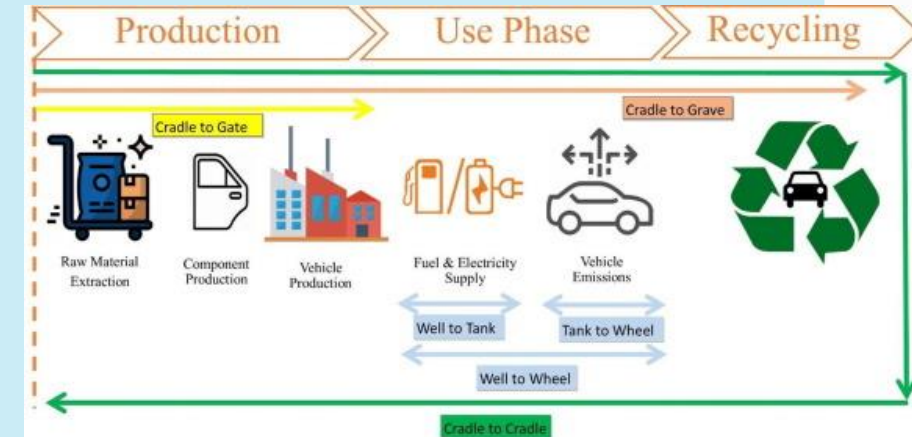 Production
Use Phase
Recycling
Cradle to Gate
Cradle to Grave
Raw Material
Extraction
Component
Production
Vehicle
Production
Fuel & Electricity
Supply
Vehicle
Emissions
Well to Tank
Tank to Wheel
Well to Wheel
Cradle to Cradle